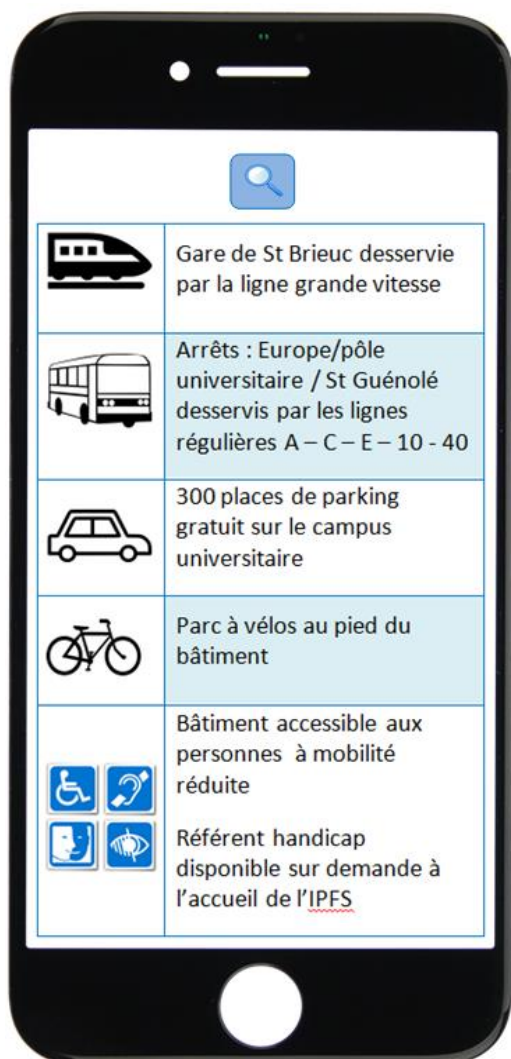 Gare de St Brieuc desservie
par la ligne grande vitesse
Arrêts : Europe/pôle
universitaire / St Guénolé
desservis par les lignes
régulières A – C – E – 10 - 40
300 places de parking
gratuit sur le campus
universitaire
Parc à vélos au pied du
bâtiment
Bâtiment accessible aux
personnes à mobilité
réduite
Référent handicap
disponible sur demande à
l’accueil de l’IPFS